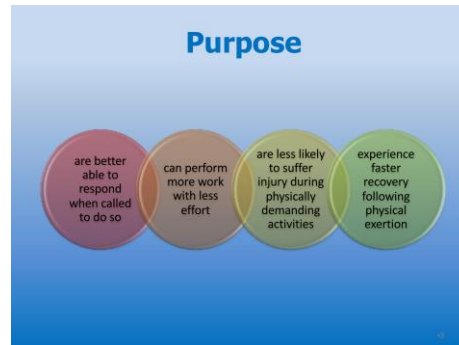 Purpose
are better
able to
respond
when called
to do so
can perform
more work
with less
effort
are less likely
to suffer
injury during
physically
demanding
activities
experience
faster
recovery
following
physical
exertion